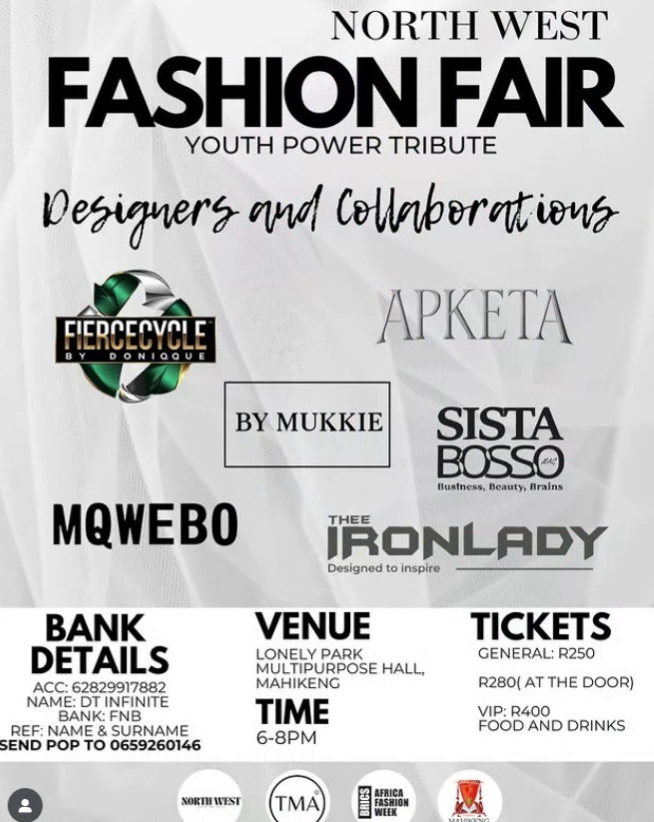 NORTH WEST
FASHION FAIR
YOUTH POWER TRIBUTE
Designers and Collaborations
FIERCECYCLE
BY DONIQQUE
APKETA
BY MUKKIE
SISTA
BOSSO
Business, Beauty, Brains
MQWEBO
THEE
IRONLADY
Designed to inspire
BANK
DETAILS
ACC: 62829917882
NAME: DT INFINITE
BANK: FNB
REF: NAME & SURNAME
SEND POP TO 0659260146
VENUE
LONELY PARK
MULTIPURPOSE HALL,
MAHIKENG
TIME
6-8PM
TICKETS
GENERAL: R250
R280( AT THE DOOR)
VIP: R400
FOOD AND DRINKS
NORTH WEST
TMA
BRICS
AFRICA
FASHION
WEEK
MAHIKENG